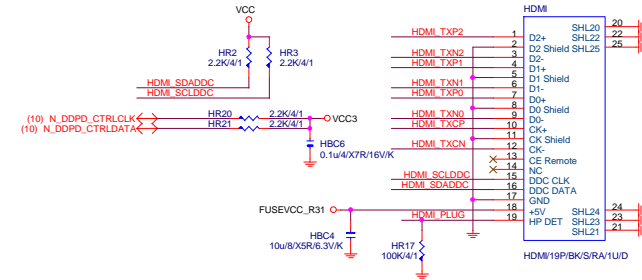 VCC
HR2
2.2K/4/1
HR3
2.2K/4/1
HDMI_SDADDC
HDMI_SCLDDC
(10) N_DDPD_CTRLCLK
(10) N_DDPD_CTRLDATA
HR20
2.2K/4/1
HR21
2.2K/4/1
VCC3
HBC6
0.1u/4/X7R/16V/K
FUSEVCC_R31
HBC4
10u/8/X5R/6.3V/K
HR17
100K/4/1
HDMI
HDMI_TXP2
1 D2+
2 D2 Shield
HDMI_TXN2
3 D2-
HDMI_TXP1
4 D1+
5 D1 Shield
HDMI_TXN1
6 D1-
HDMI_TXP0
7 D0+
8 D0 Shield
HDMI_TXN0
9 D0-
HDMI_TXCP
10 CK+
11 CK Shield
HDMI_TXCN
12 CK-
13 CE Remote
14 NC
HDMI_SCLDDC
15 DDC CLK
HDMI_SDADDC
16 DDC DATA
17 GND
18 +5V
HDMI_PLUG
19 HP DET
SHL20 20
SHL22 22
SHL25 25
SHL24 24
SHL23 23
SHL21 21
HDMI/19P/BK/S/RA/1U/D